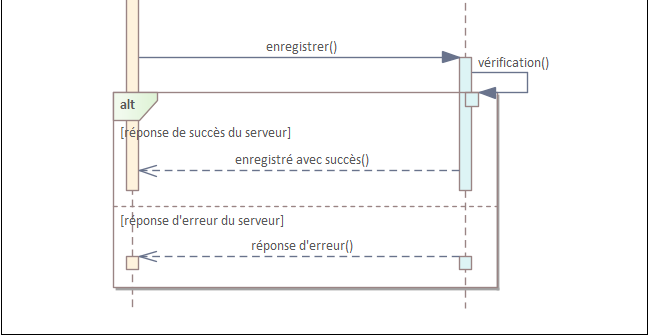 enregistrer()
vérification()
alt
[réponse de succès du serveur]
enregistré avec succès()
[réponse d'erreur du serveur]
réponse d'erreur()